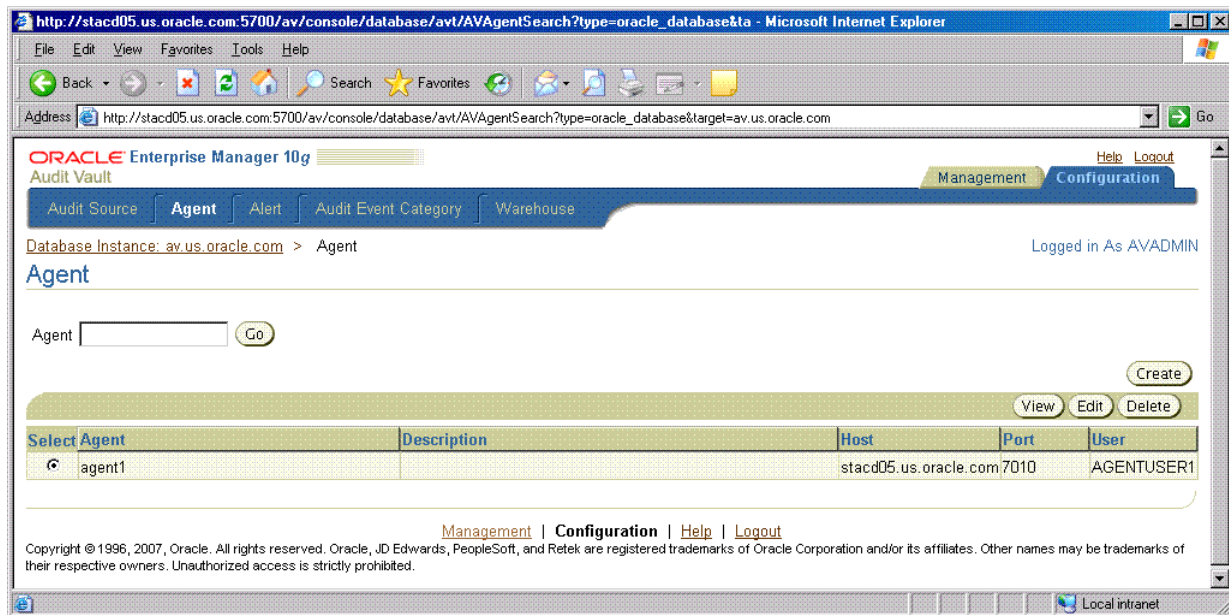 http://stacd05.us.oracle.com:5700/av/console/database/avt/AVAgentSearch?type=oracle_database&ta - Microsoft Internet Explorer
File Edit View Favorites Tools Help
Back Search Favorites
Address http://stacd05.us.oracle.com:5700/av/console/database/avt/AVAgentSearch?type=oracle_database&target=av.us.oracle.com Go
ORACLE Enterprise Manager 10g
Help Logout
Audit Vault
Management Configuration
Audit Source Agent Alert Audit Event Category Warehouse
Database Instance: av.us.oracle.com > Agent
Logged in As AVADMIN
Agent
Agent Go
Create
View Edit Delete
Select Agent Description Host Port User
agent1 stacd05.us.oracle.com 7010 AGENTUSER1
Management | Configuration | Help | Logout
Copyright © 1996, 2007, Oracle. All rights reserved. Oracle, JD Edwards, PeopleSoft, and Retek are registered trademarks of Oracle Corporation and/or its affiliates. Other names may be trademarks of
their respective owners. Unauthorized access is strictly prohibited.
Local intranet